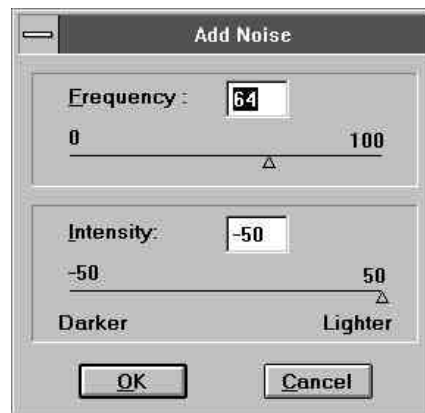 Add Noise
Frequency : 64
0 100
Intensity: -50
-50 50
Darker Lighter
OK Cancel